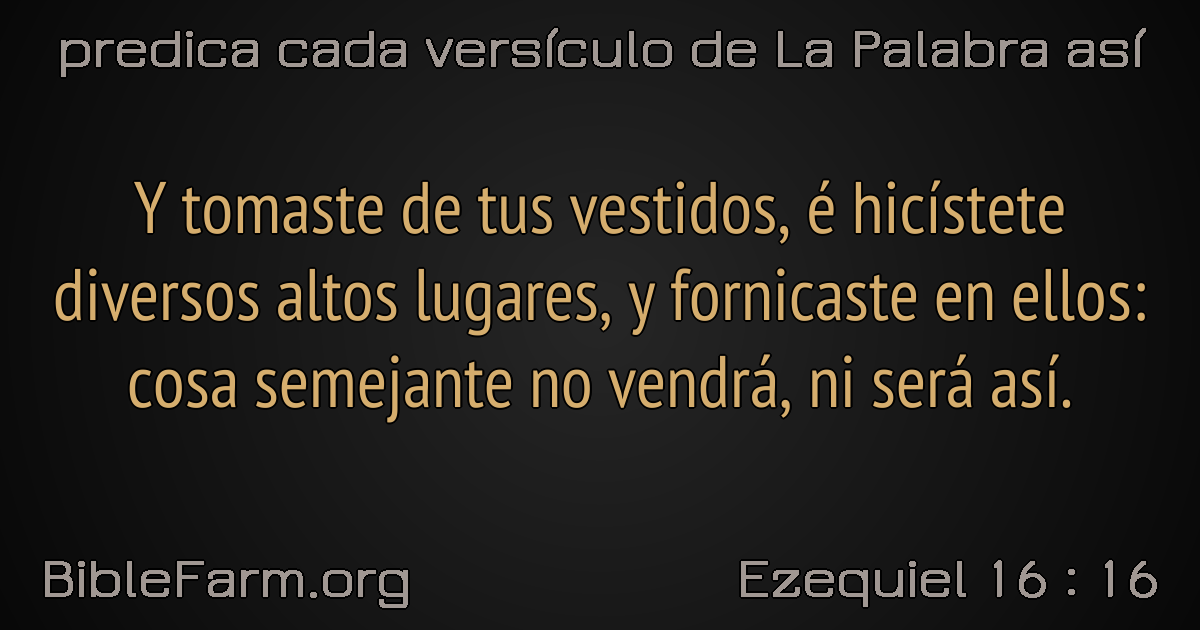 predica cada versículo de La Palabra así
Y tomaste de tus vestidos, é hicístete
diversos altos lugares, y fornicaste en ellos:
cosa semejante no vendrá, ni será así.
BibleFarm.org
Ezequiel 16 : 16